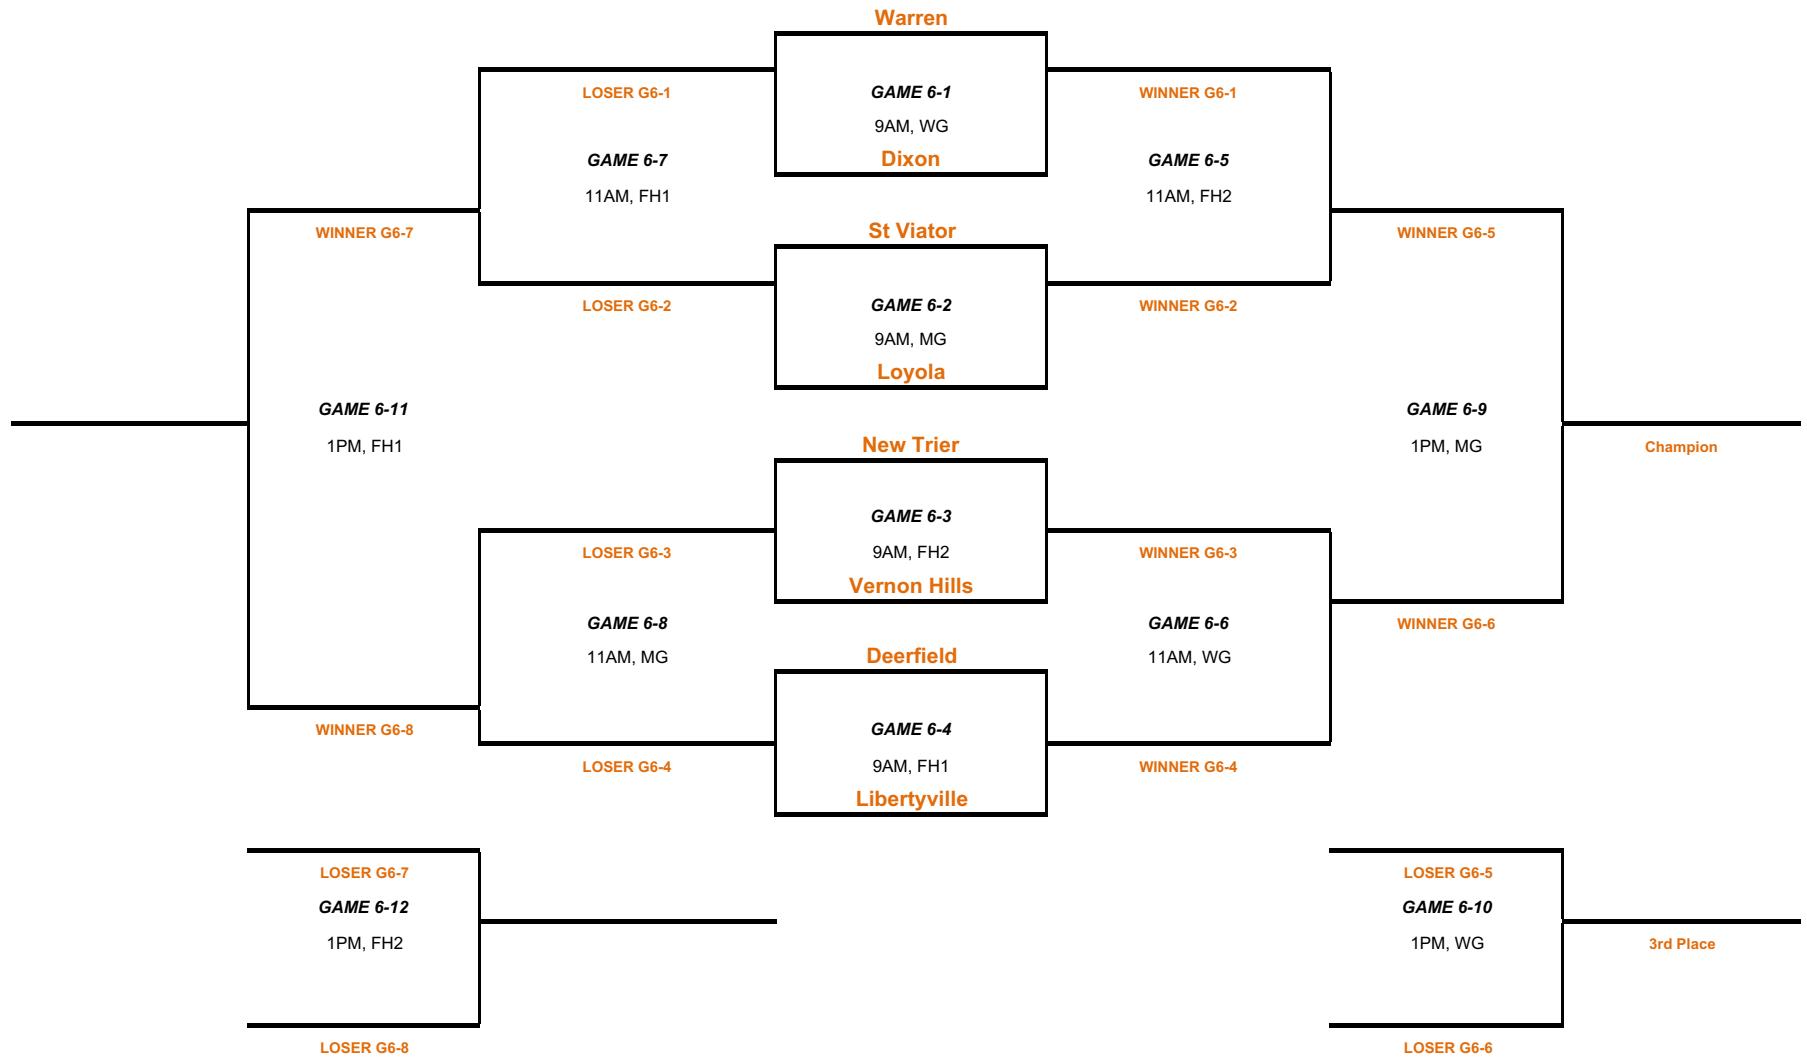 Warren
LOSER G6-1
GAME 6-1
WINNER G6-1
9AM, WG
GAME 6-7
Dixon
GAME 6-5
11AM, FH1
11AM, FH2
WINNER G6-7
St Viator
WINNER G6-5
LOSER G6-2
GAME 6-2
WINNER G6-2
9AM, MG
Loyola
GAME 6-11
GAME 6-9
1PM, FH1
New Trier
1PM, MG
Champion
GAME 6-3
LOSER G6-3
9AM, FH2
WINNER G6-3
Vernon Hills
GAME 6-8
GAME 6-6
WINNER G6-6
11AM, MG
Deerfield
11AM, WG
WINNER G6-8
GAME 6-4
LOSER G6-4
9AM, FH1
WINNER G6-4
Libertyville
LOSER G6-7
LOSER G6-5
GAME 6-12
GAME 6-10
1PM, FH2
1PM, WG
3rd Place
LOSER G6-8
LOSER G6-6